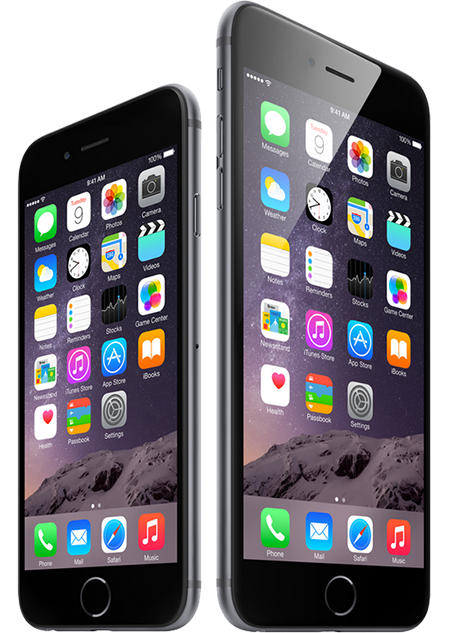 9:41 AM
100%
Tuesday
9
Messages
Calendar
Photos
Camera
Weather
Clock
Maps
Videos
Notes
Reminders
Stocks
Game Center
Newsstand
iTunes Store
App Store
iBooks
Health
Passbook
Settings
Phone
Mail
Safari
Music
9:41 AM
100%
Tuesday
9
Messages
Calendar
Photos
Camera
Weather
Clock
Maps
Videos
Notes
Reminders
Stocks
Game Center
Newsstand
iTunes Store
App Store
iBooks
Health
Passbook
Settings
Phone
Mail
Safari
Music